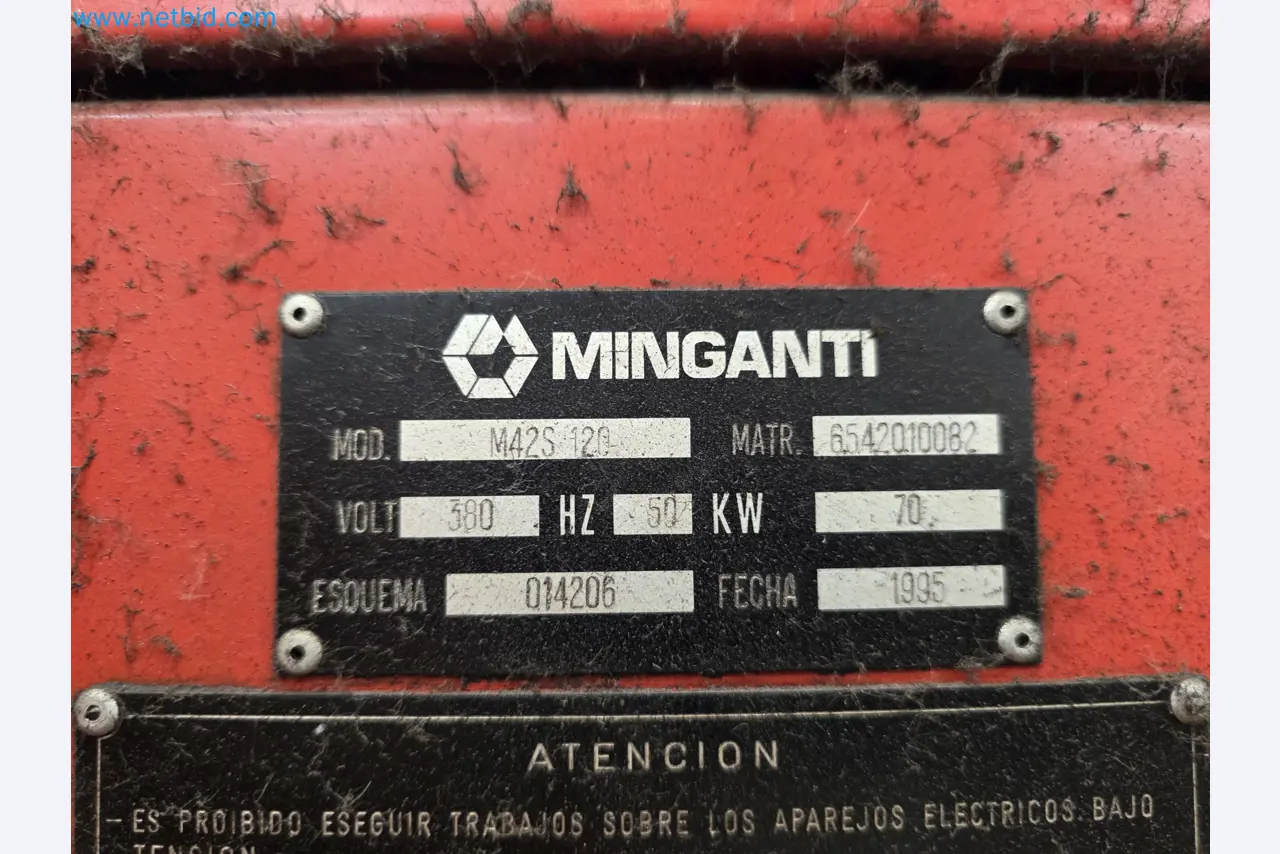 www.netbid.com
MINGANTI
MOD. M42S 120 MATR. 6542010082
VOLT 380 HZ 50 KW 70
ESQUEMA 014206 FECHA 1995
ATENCION
- ES PROIBIDO ESEGUIR TRABAJOS SOBRE LOS APAREJOS ELECTRICOS BAJO
TENSION